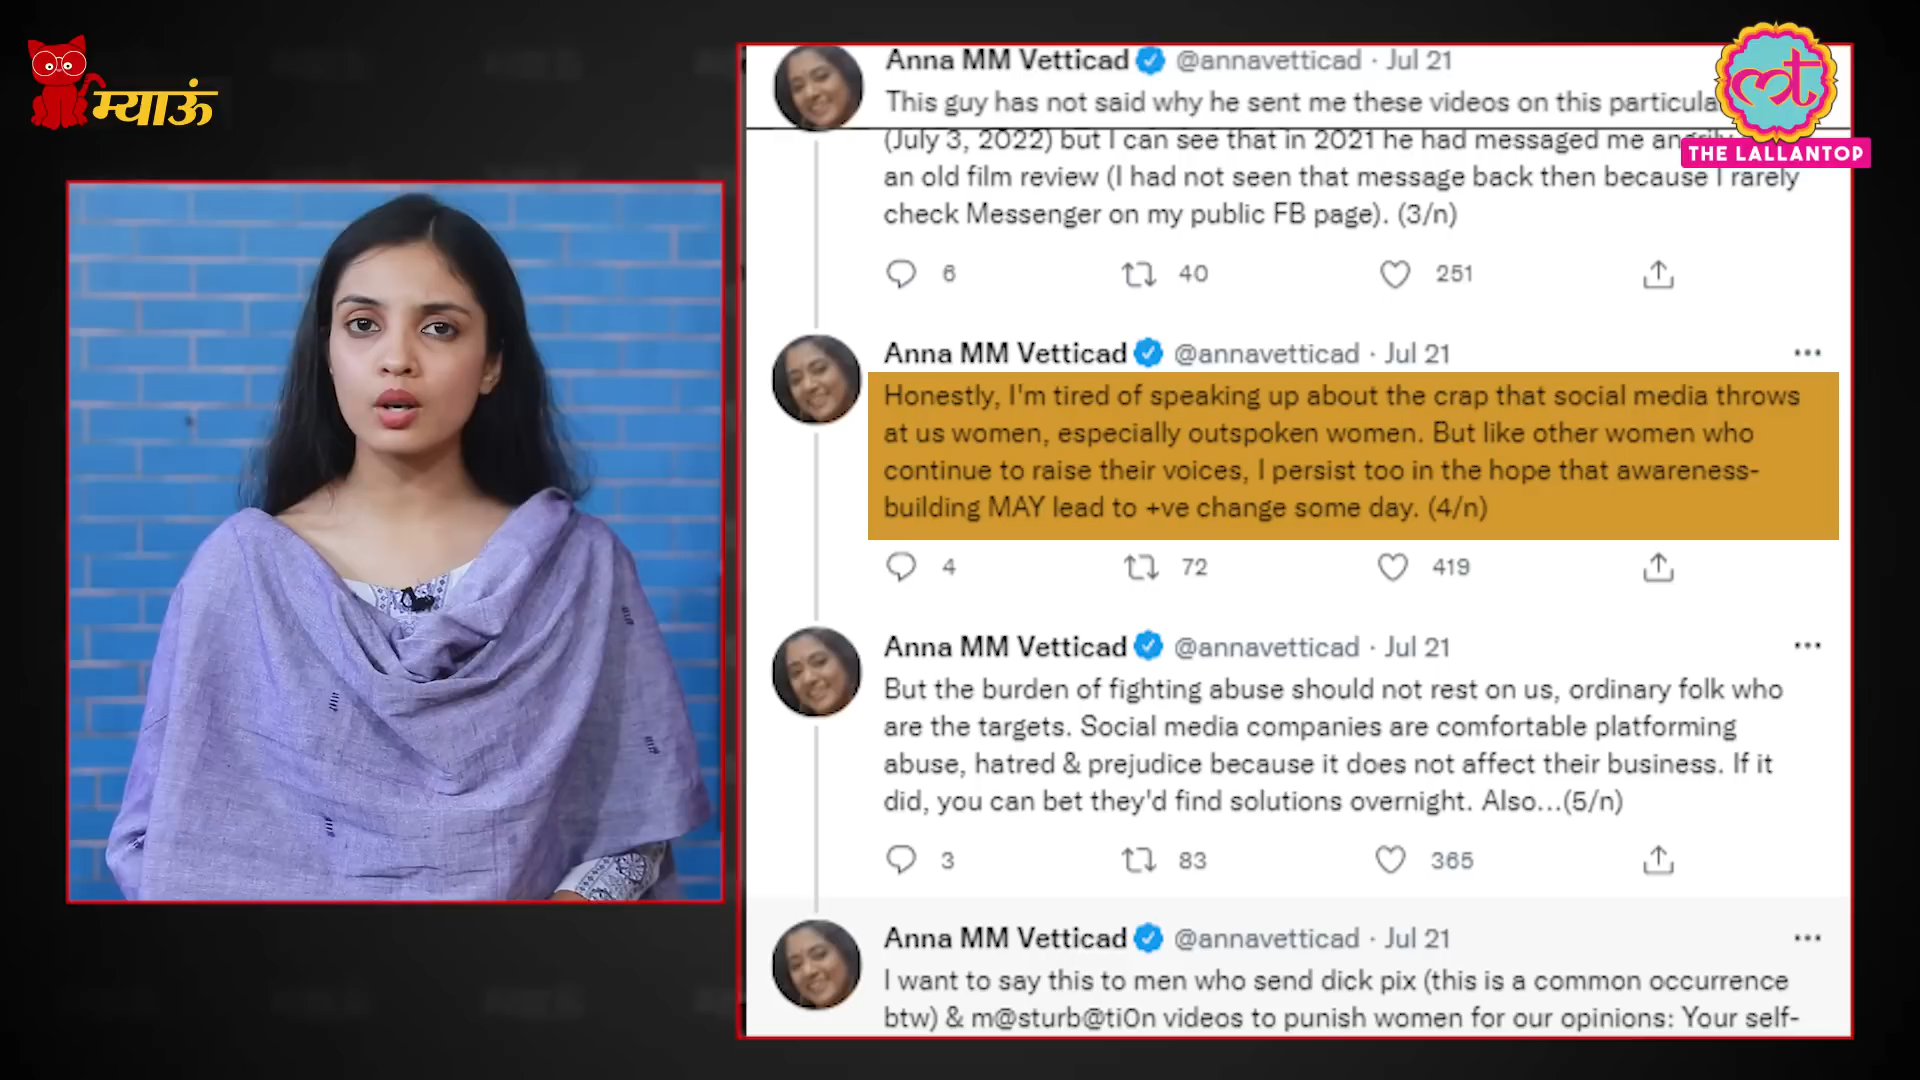 म्याऊं
THE LALLANTOP
Anna MM Vetticad @annavetticad · Jul 21
This guy has not said why he sent me these videos on this
(July 3, 2022) but I can see that in 2021 he had messaged me
an old film review (I had not seen that message back then because I rarely
check Messenger on my public FB page). (3/n)
6 40 251
Anna MM Vetticad @annavetticad · Jul 21
Honestly, I'm tired of speaking up about the crap that social media throws
at us women, especially outspoken women. But like other women who
continue to raise their voices, I persist too in the hope that awareness-
building MAY lead to +ve change some day. (4/n)
4 72 419
Anna MM Vetticad @annavetticad · Jul 21
But the burden of fighting abuse should not rest on us, ordinary folk who
are the targets. Social media companies are comfortable platforming
abuse, hatred & prejudice because it does not affect their business. If it
did, you can bet they'd find solutions overnight. Also...(5/n)
3 83 365
Anna MM Vetticad @annavetticad · Jul 21
I want to say this to men who send dick pix (this is a common occurrence
btw) & m@sturb@ti0n videos to punish women for our opinions: Your self-